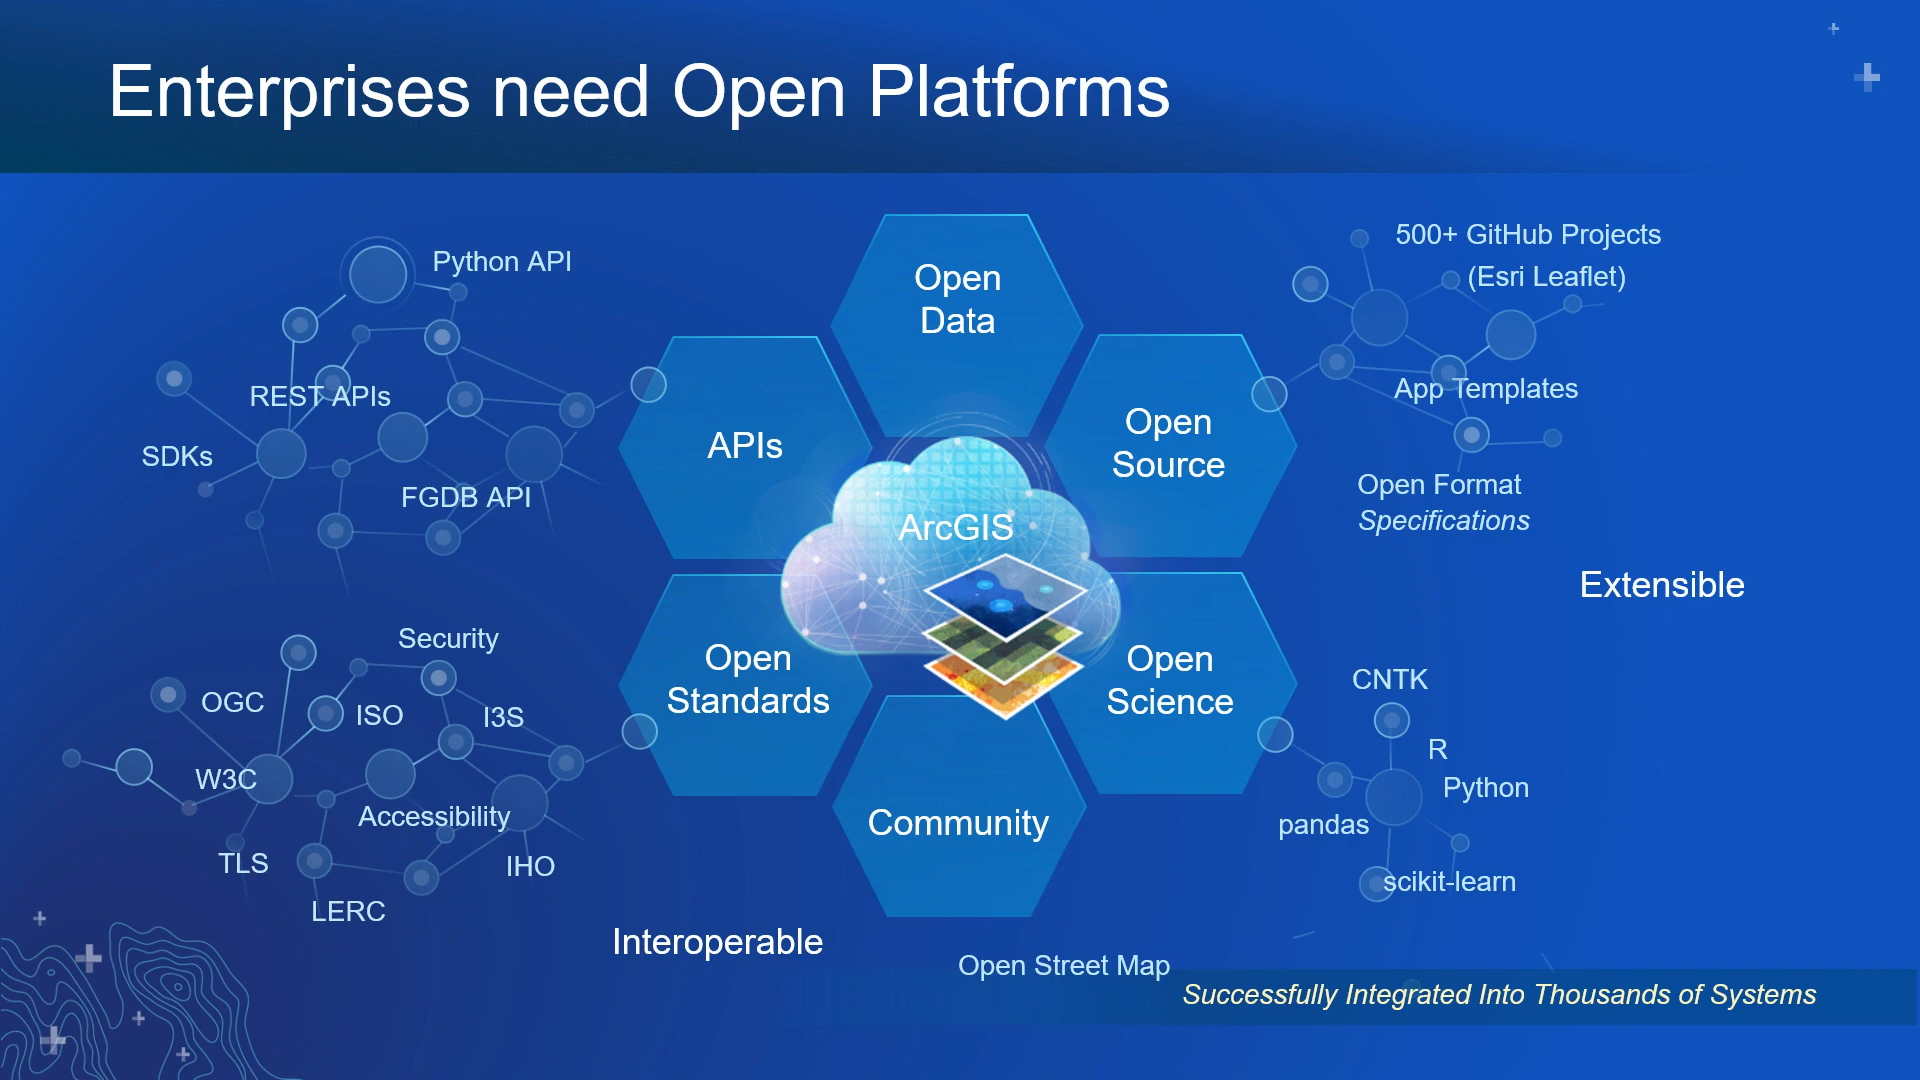 Enterprises need Open Platforms
Python API
REST APIs
SDKs
FGDB API
Open
Data
APIs
Open
Source
500+ GitHub Projects
(Esri Leaflet)
App Templates
Open Format
Specifications
ArcGIS
Extensible
Open
Standards
Open
Science
Community
Security
OGC
ISO
I3S
W3C
Accessibility
TLS
IHO
LERC
CNTK
R
Python
pandas
scikit-learn
Interoperable
Open Street Map
Successfully Integrated Into Thousands of Systems